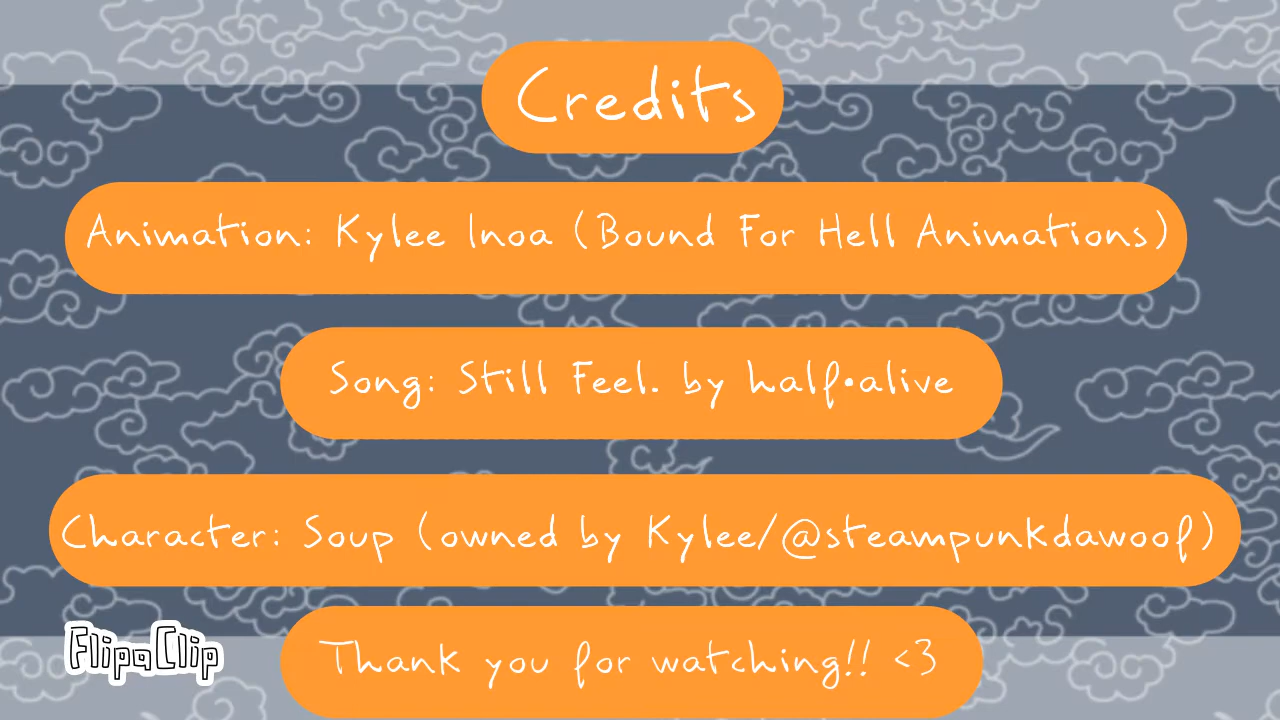 Credits
Animation: Kylee Inoa (Bound For Hell Animations)
Song: Still Feel. by half•alive
Character: Soup (owned by Kylee/@steampunkdawoof)
FlipaClip
Thank you for watching!! <3